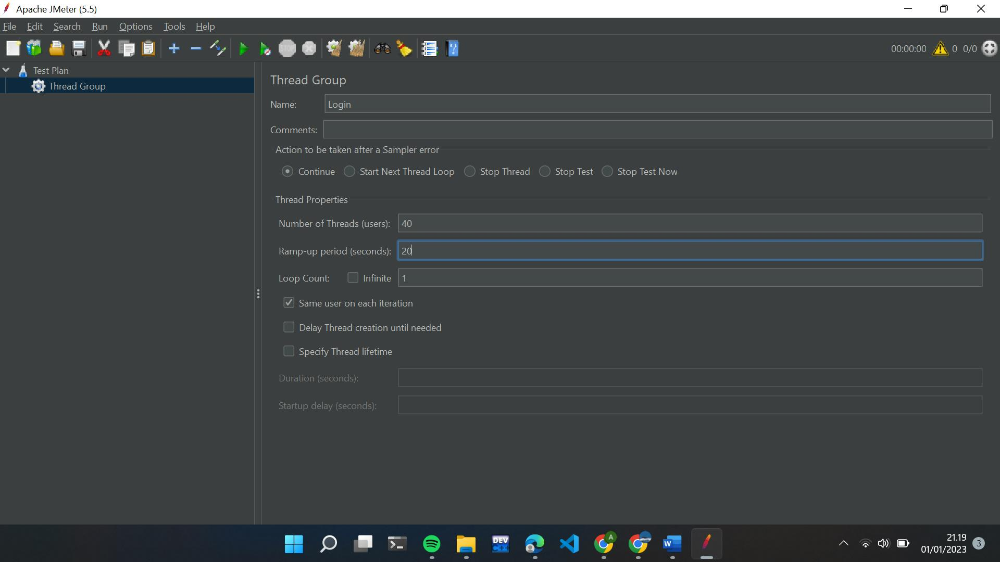 Apache JMeter (5.5)
File Edit Search Run Options Tools Help
STOP
?
00:00:00 0 0/0
Test Plan
Thread Group
Thread Group
Name: Login
Comments:
Action to be taken after a Sampler error
Continue Start Next Thread Loop Stop Thread Stop Test Stop Test Now
Thread Properties
Number of Threads (users): 40
Ramp-up period (seconds): 20
Loop Count: Infinite 1
Same user on each iteration
Delay Thread creation until needed
Specify Thread lifetime
Duration (seconds):
Startup delay (seconds):
DEV
C++
A
W
21.19
01/01/2023
3